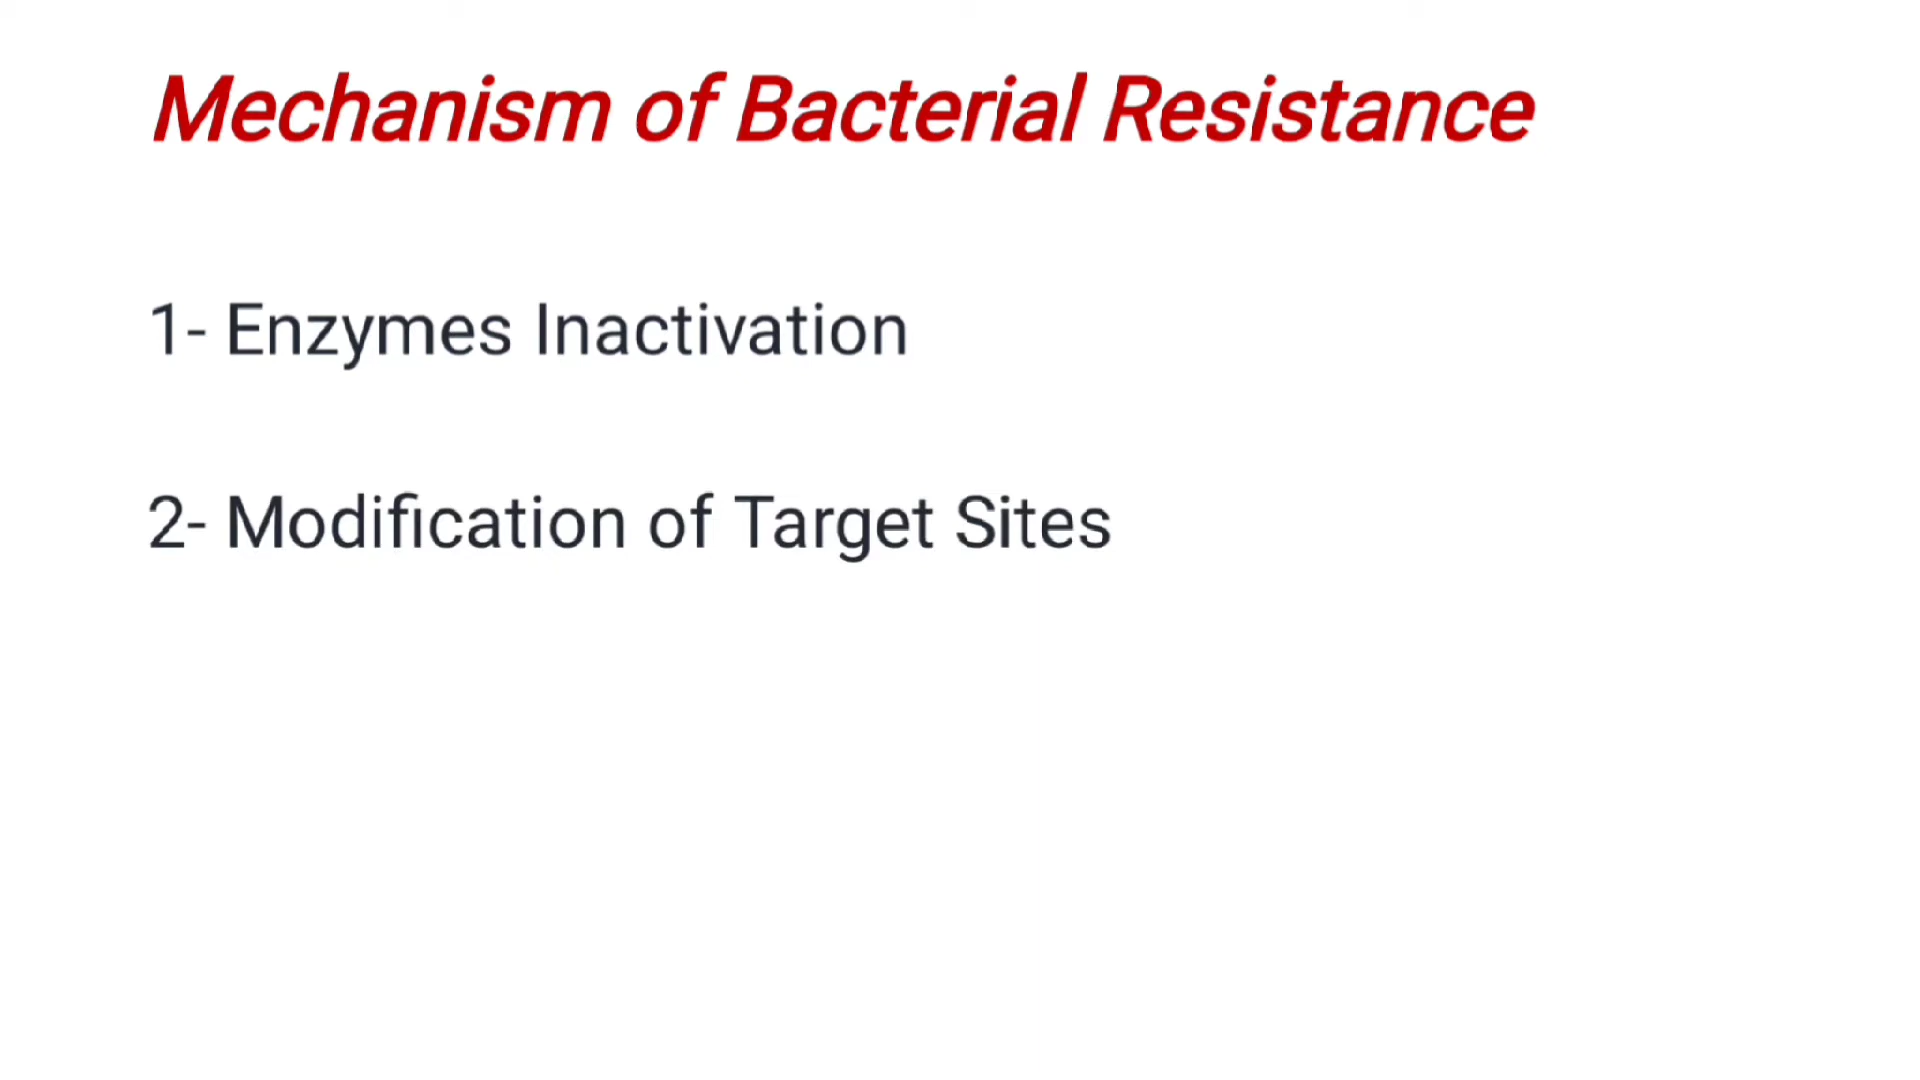 Mechanism of Bacterial Resistance
1- Enzymes Inactivation
2- Modification of Target Sites